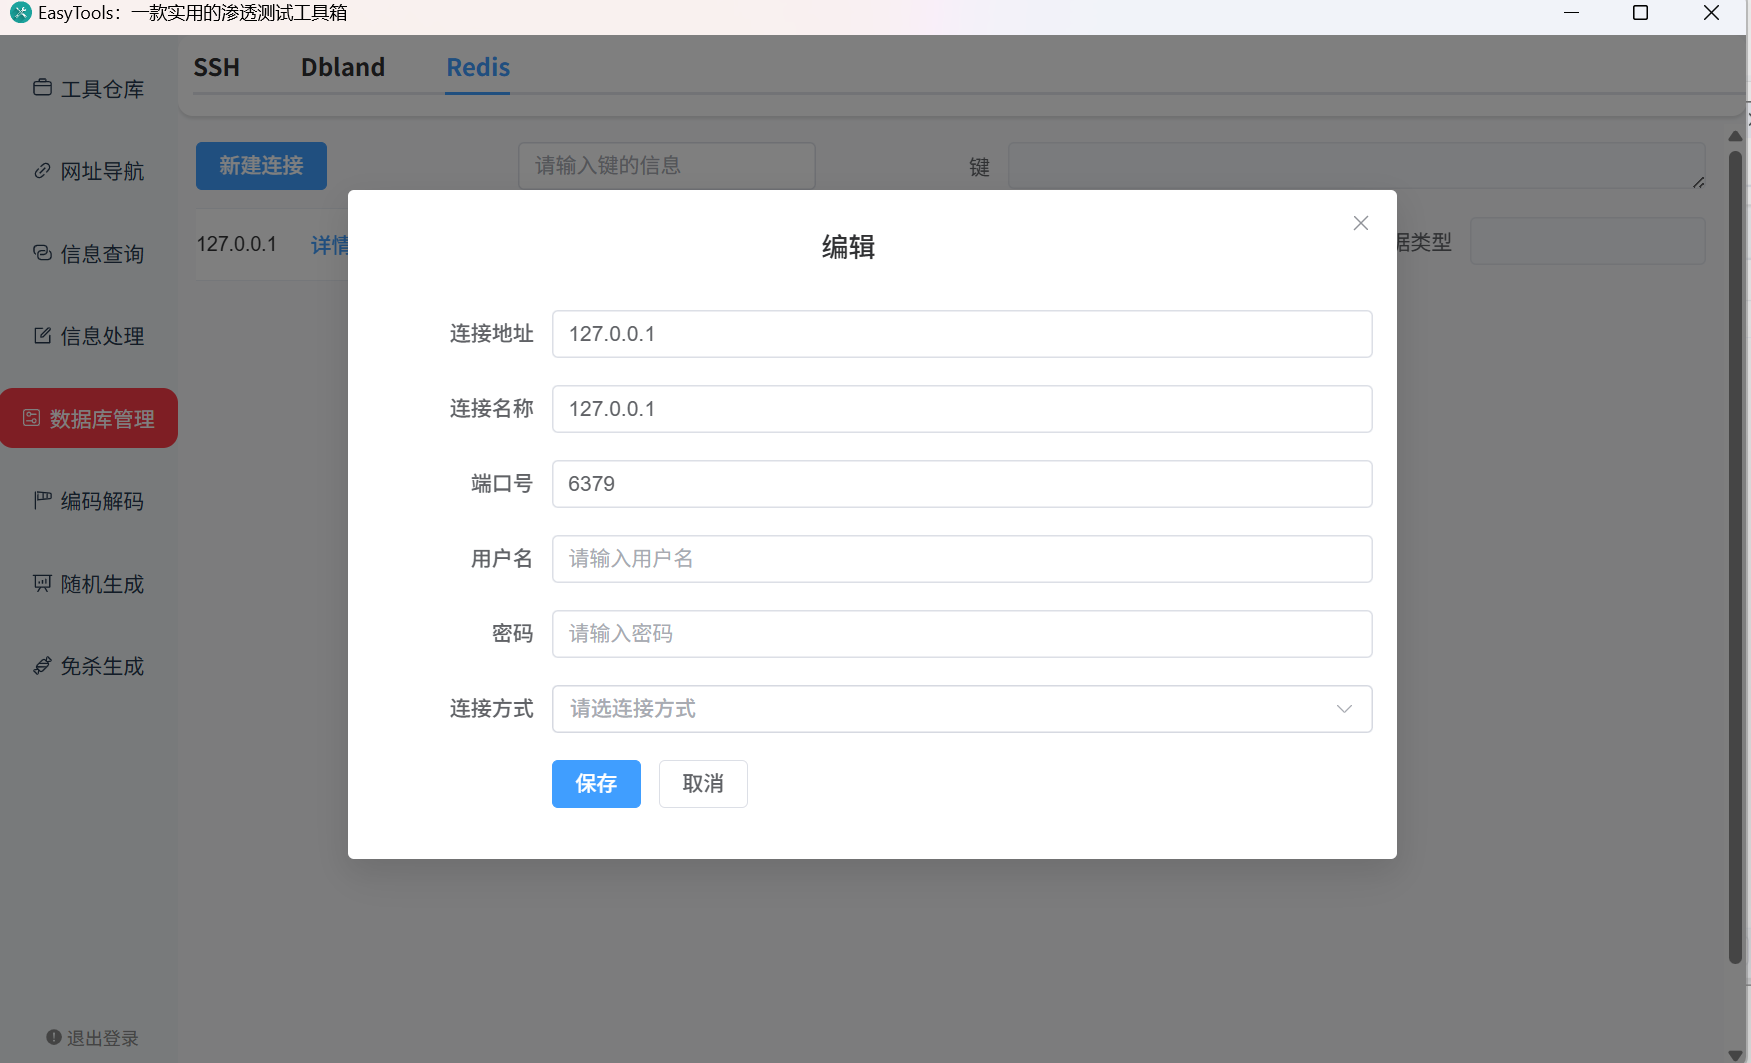 EasyTools：一款实用的渗透测试工具箱
SSH Dbland Redis
工具仓库
网址导航
信息查询
信息处理
数据库管理
编码解码
随机生成
免杀生成
退出登录
新建连接 请输入键的信息 键
127.0.0.1 详情 据类型
编辑
连接地址 127.0.0.1
连接名称 127.0.0.1
端口号 6379
用户名 请输入用户名
密码 请输入密码
连接方式 请选连接方式
保存 取消